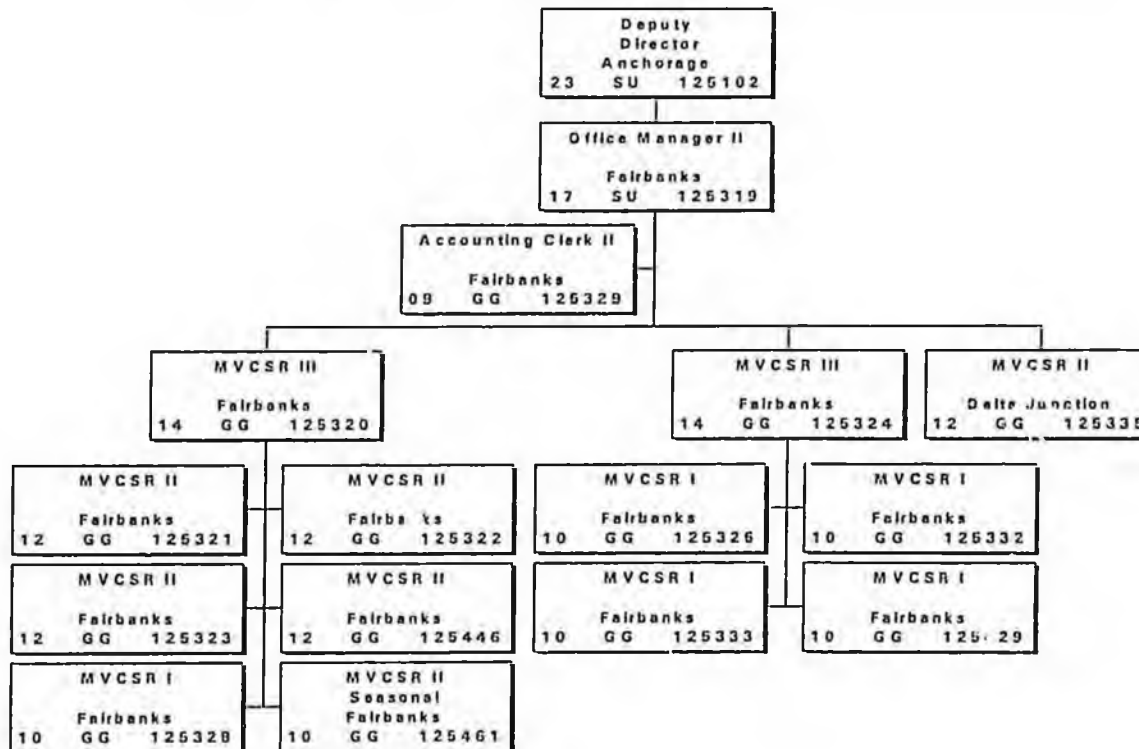 Deputy
Director
Anchorage
23 SU 125102
Office Manager II
Fairbanks
17 SU 125319
Accounting Clerk II
Fairbanks
09 GG 125329
MVCSR III
Fairbanks
14 GG 125320
MVCSR III
Fairbanks
14 GG 125324
MVCSR II
Delta Junction
12 GG 125335
MVCSR II
Fairbanks
12 GG 125321
MVCSR II
Fairba ks
12 GG 125322
MVCSR I
Fairbanks
10 GG 125326
MVCSR I
Fairbanks
10 GG 125332
MVCSR II
Fairbanks
12 GG 125323
MVCSR II
Fairbanks
12 GG 125446
MVCSR I
Fairbanks
10 GG 125333
MVCSR I
Fairbanks
10 GG
MVCSR I
Fairbanks
10 GG 125328
MVCSR II
Seasonal
Fairbanks
10 GG 125461